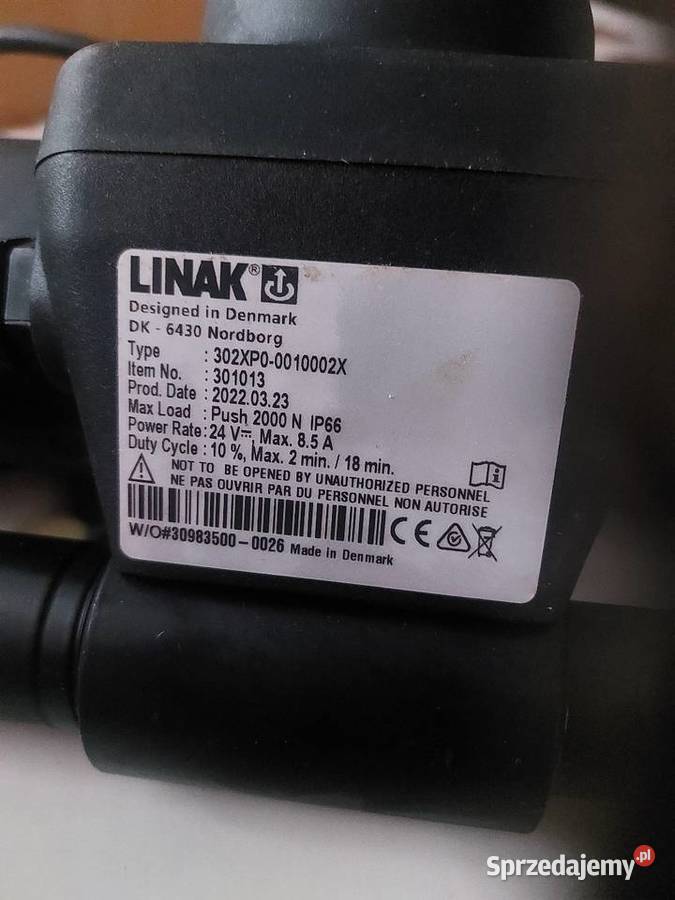 LINAK®
Designed in Denmark
DK - 6430 Nordborg
Type : 302XP0-0010002X
Item No. : 301013
Prod. Date : 2022.03.23
Max Load : Push 2000 N IP66
Power Rate : 24 V⎓, Max. 8.5 A
Duty Cycle : 10 %, Max. 2 min. / 18 min.
NOT TO BE OPENED BY UNAUTHORIZED PERSONNEL
NE PAS OUVRIR PAR DU PERSONNEL NON AUTORISE
CE
W/O#30983500-0026 Made in Denmark
Sprzedajemy.pl